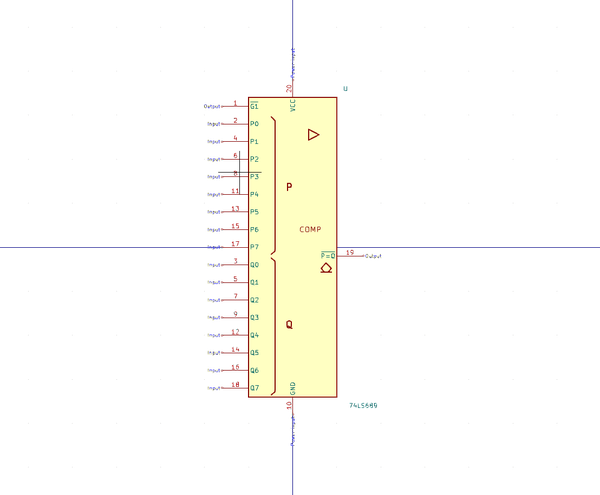 U
Power input
20
VCC
Output 1 G1
Input 2 P0
Input 4 P1
Input 6 P2
Input 8 P3
Input 11 P4
Input 13 P5
Input 15 P6
Input 17 P7
Input 3 Q0
Input 5 Q1
Input 7 Q2
Input 9 Q3
Input 12 Q4
Input 14 Q5
Input 16 Q6
Input 18 Q7
P
COMP
P=Q 19 Output
Q
GND
10
Power input
74LS689